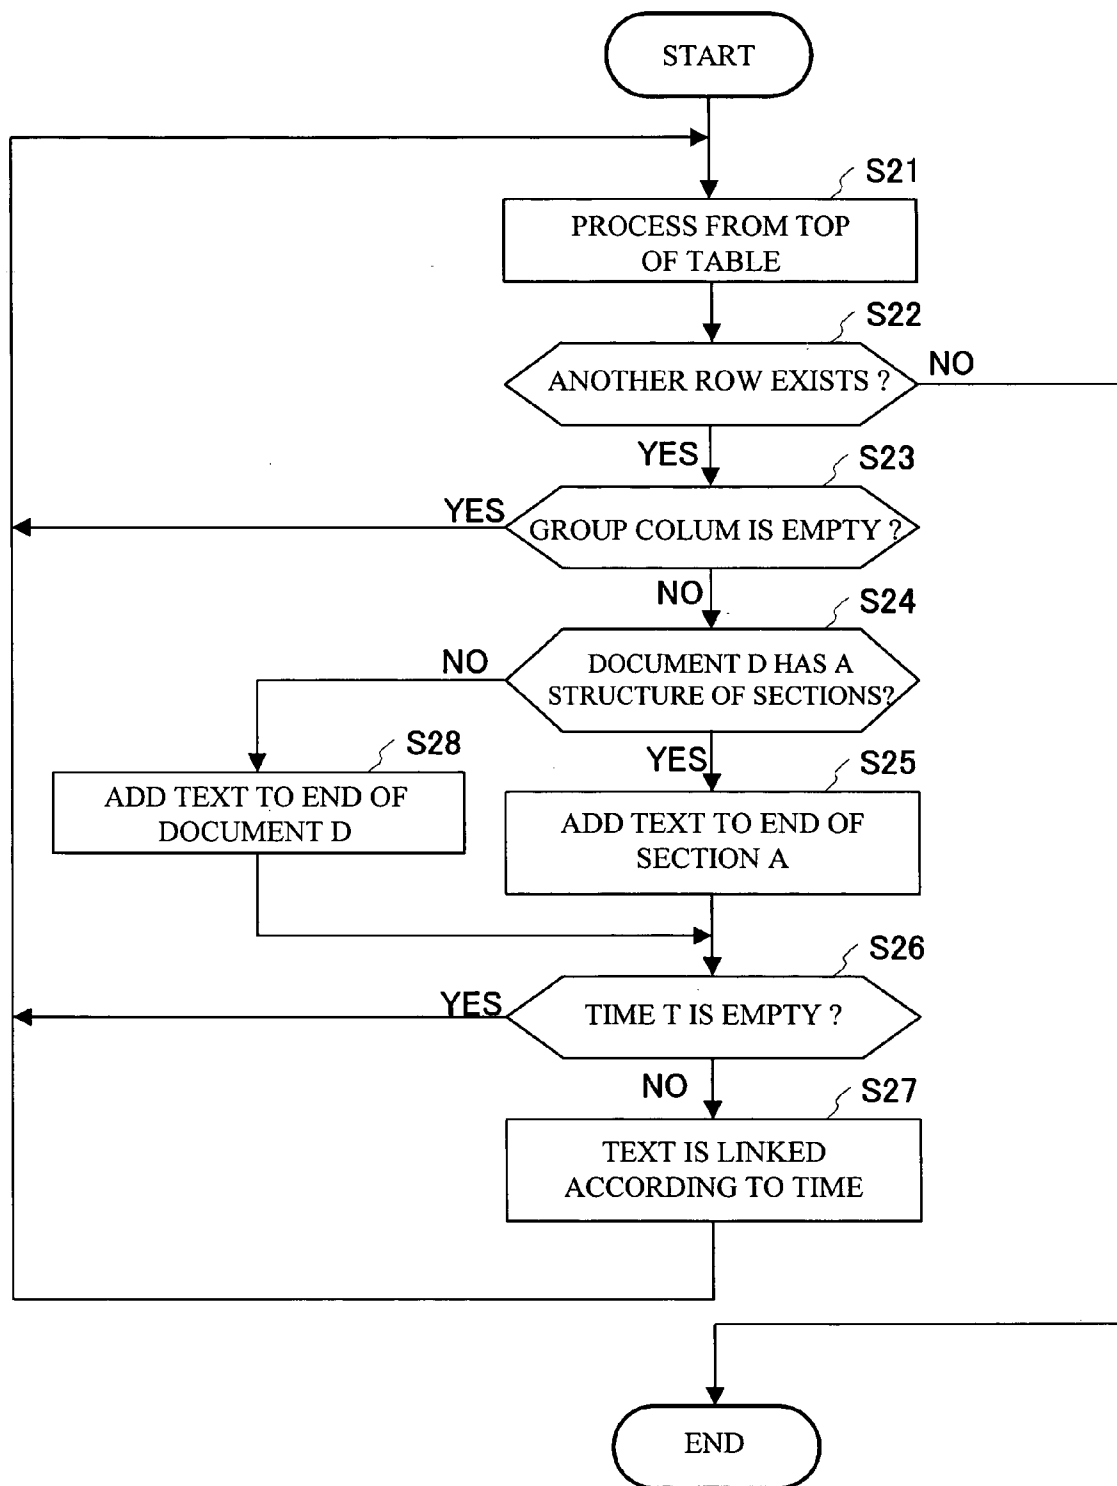 START
S21
PROCESS FROM TOP
OF TABLE
S22
ANOTHER ROW EXISTS ?
NO
YES
S23
YES
GROUP COLUM IS EMPTY ?
NO
S24
NO
DOCUMENT D HAS A
STRUCTURE OF SECTIONS?
S28
YES
S25
ADD TEXT TO END OF
DOCUMENT D
ADD TEXT TO END OF
SECTION A
S26
YES
TIME T IS EMPTY ?
NO
S27
TEXT IS LINKED
ACCORDING TO TIME
END